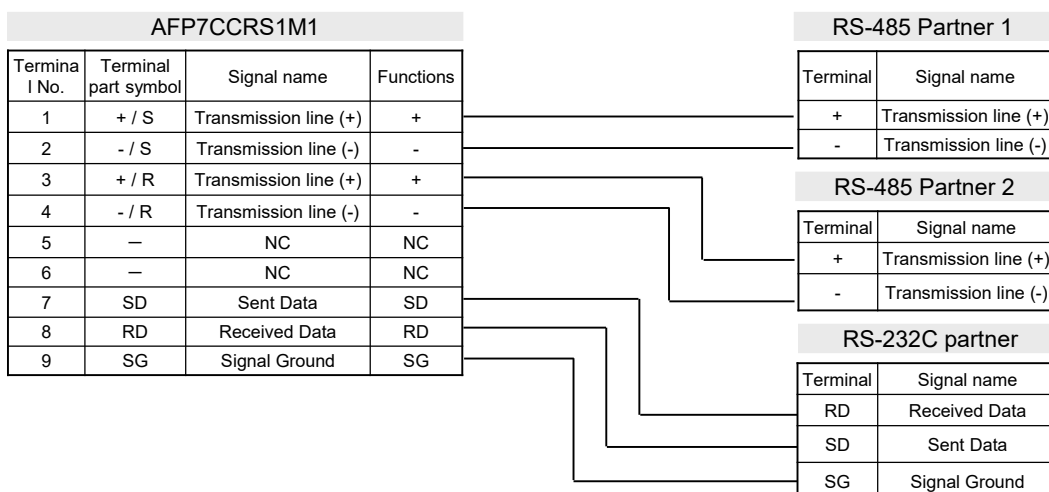 AFP7CCRS1M1
Termina
l No.
Terminal
part symbol
Signal name
Functions
1 + / S Transmission line (+) +
2 - / S Transmission line (-) -
3 + / R Transmission line (+) +
4 - / R Transmission line (-) -
5 － NC NC
6 － NC NC
7 SD Sent Data SD
8 RD Received Data RD
9 SG Signal Ground SG
RS-485 Partner 1
Terminal Signal name
+ Transmission line (+)
- Transmission line (-)
RS-485 Partner 2
Terminal Signal name
+ Transmission line (+)
- Transmission line (-)
RS-232C partner
Terminal Signal name
RD Received Data
SD Sent Data
SG Signal Ground